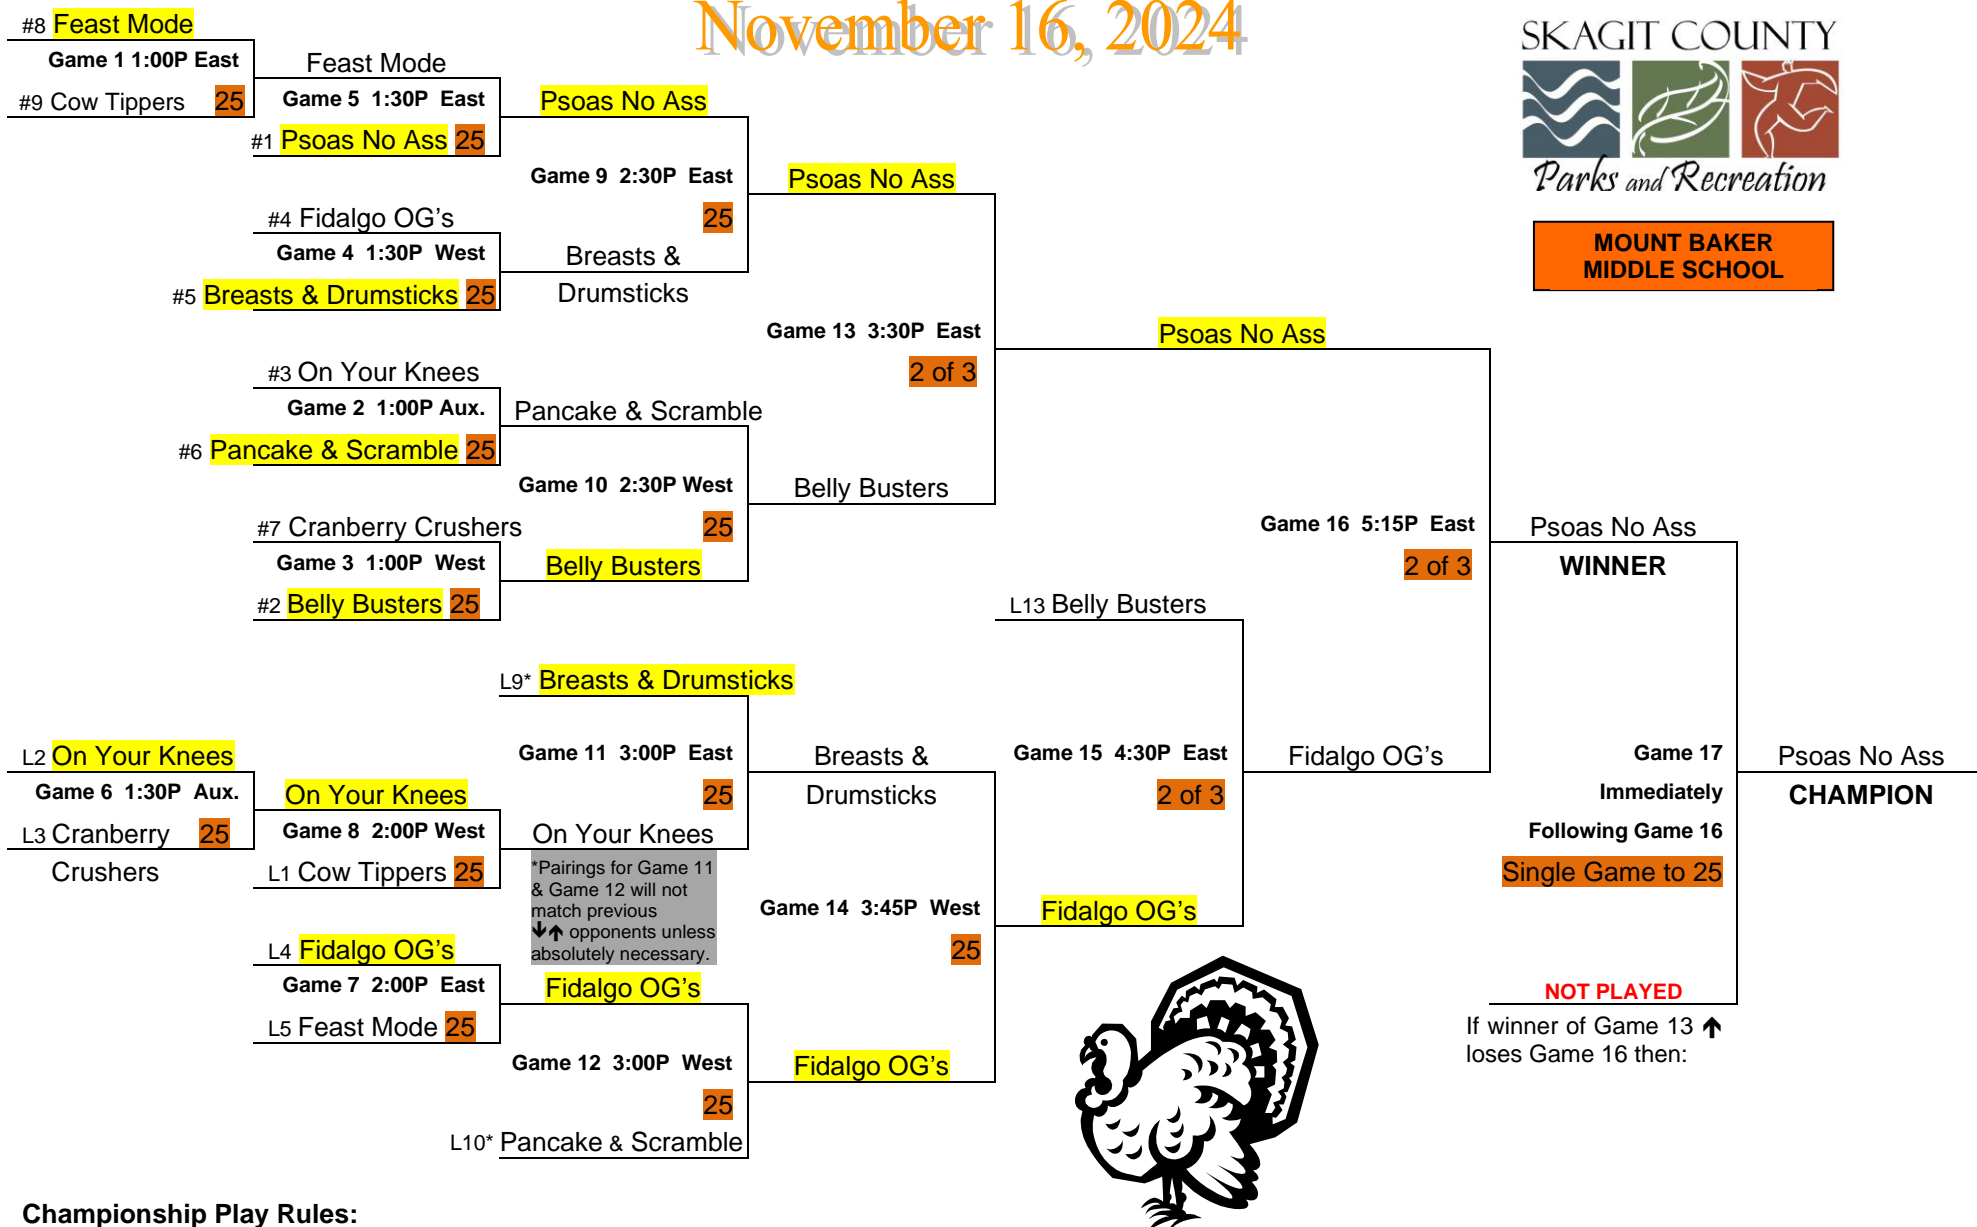 November 16, 2024
SKAGIT COUNTY
Parks and Recreation
MOUNT BAKER
MIDDLE SCHOOL
#8 Feast Mode
Game 1 1:00P East
#9 Cow Tippers 25
Feast Mode
Game 5 1:30P East
#1 Psoas No Ass 25
Psoas No Ass
Game 9 2:30P East
25
#4 Fidalgo OG’s
Game 4 1:30P West
#5 Breasts & Drumsticks 25
Breasts &
Drumsticks
Psoas No Ass
Game 13 3:30P East
2 of 3
#3 On Your Knees
Game 2 1:00P Aux.
#6 Pancake & Scramble 25
Pancake & Scramble
Game 10 2:30P West
25
#7 Cranberry Crushers
Game 3 1:00P West
#2 Belly Busters 25
Belly Busters
Belly Busters
Psoas No Ass
Game 16 5:15P East
2 of 3
Psoas No Ass
WINNER
L13 Belly Busters
L9* Breasts & Drumsticks
Game 11 3:00P East
25
L2 On Your Knees
Game 6 1:30P Aux.
L3 Cranberry 25
Crushers
On Your Knees
Game 8 2:00P West
L1 Cow Tippers 25
On Your Knees
*Pairings for Game 11
& Game 12 will not
match previous
🡻🡹 opponents unless
absolutely necessary.
Breasts &
Drumsticks
Game 14 3:45P West
25
Game 15 4:30P East
2 of 3
Fidalgo OG’s
L4 Fidalgo OG’s
Game 7 2:00P East
L5 Feast Mode 25
Fidalgo OG’s
Game 12 3:00P West
25
L10* Pancake & Scramble
Fidalgo OG’s
Fidalgo OG’s
Game 17
Immediately
Following Game 16
Single Game to 25
Psoas No Ass
CHAMPION
NOT PLAYED
If winner of Game 13 🡹
loses Game 16 then:
Championship Play Rules: